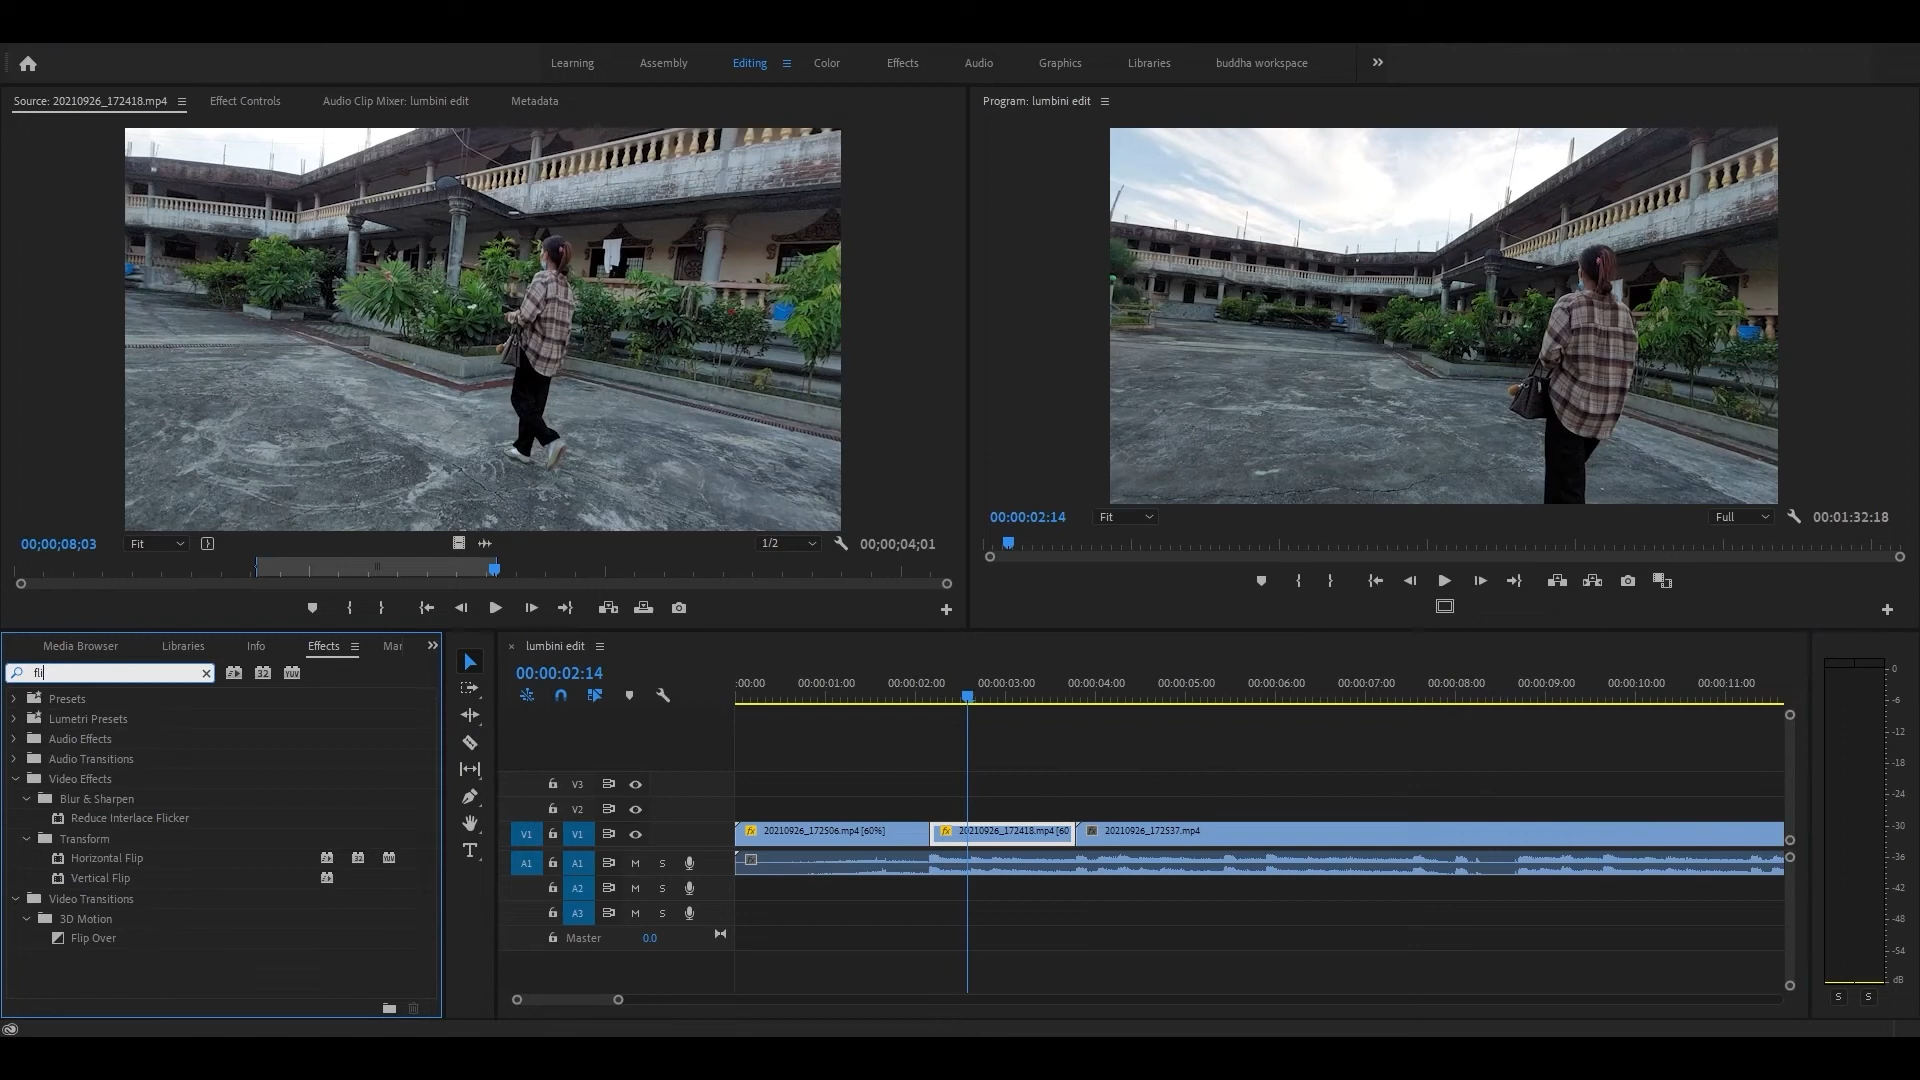 Learning Assembly Editing Color Effects Audio Graphics Libraries buddha workspace
Source: 20210926_172418.mp4 Effect Controls Audio Clip Mixer: lumbini edit Metadata
Program: lumbini edit
00;00;08;03 Fit 1/2 00;00;04;01
00:00:02:14 Fit Full 00:01:32:18
Media Browser Libraries Info Effects Mar
fli
32 YUV
Presets
Lumetri Presets
Audio Effects
Audio Transitions
Video Effects
Blur & Sharpen
Reduce Interlace Flicker
Transform
Horizontal Flip 32 YUV
Vertical Flip
Video Transitions
3D Motion
Flip Over
× lumbini edit
00:00:02:14
:00:00 00:00:01:00 00:00:02:00 00:00:03:00 00:00:04:00 00:00:05:00 00:00:06:00 00:00:07:00 00:00:08:00 00:00:09:00 00:00:10:00 00:00:11:00
V3
V2
V1 V1 fx 20210926_172506.mp4 [60%] fx 20210926_172418.mp4 [60 fx 20210926_172537.mp4
A1 A1 M S fx
A2 M S
A3 M S
Master 0.0
0
-6
-12
-18
-24
-30
-36
-42
-48
-54
dB
S S